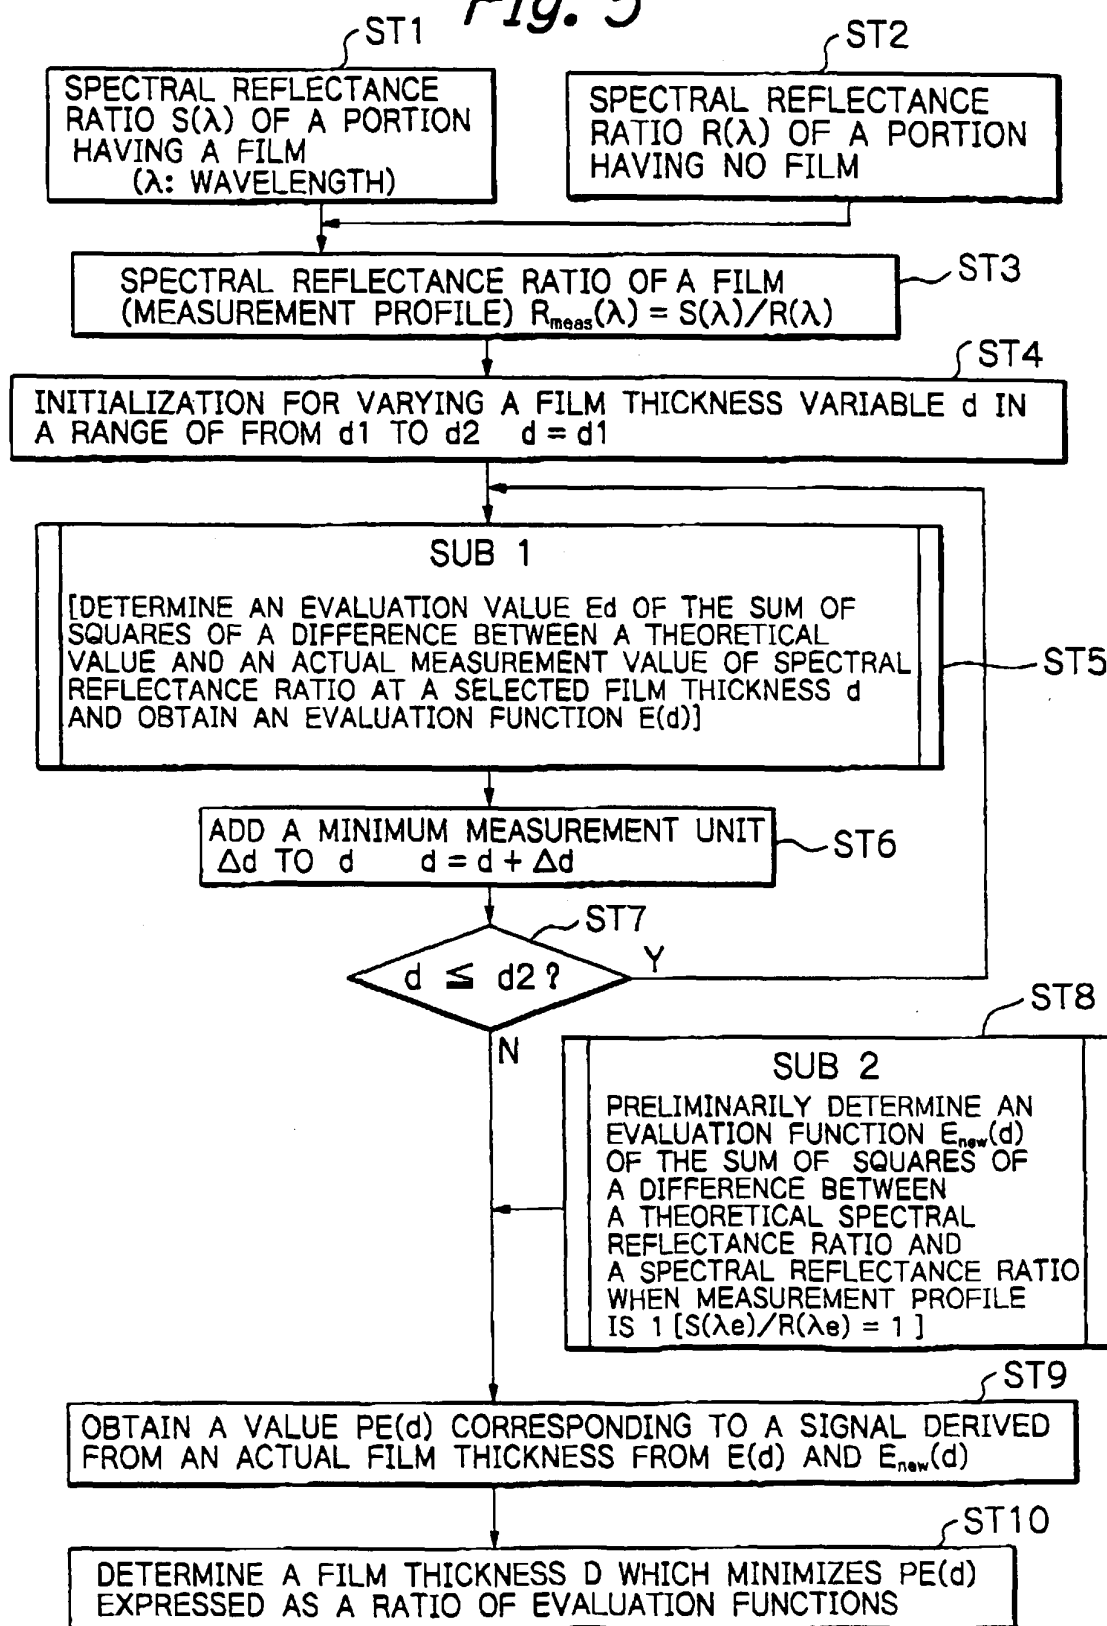 Fig. 5
ST1
SPECTRAL REFLECTANCE
RATIO S(λ) OF A PORTION
HAVING A FILM
(λ: WAVELENGTH)
ST2
SPECTRAL REFLECTANCE
RATIO R(λ) OF A PORTION
HAVING NO FILM
ST3
SPECTRAL REFLECTANCE RATIO OF A FILM
(MEASUREMENT PROFILE) Rmeas(λ) = S(λ)/R(λ)
ST4
INITIALIZATION FOR VARYING A FILM THICKNESS VARIABLE d IN
A RANGE OF FROM d1 TO d2 d = d1
SUB 1
[DETERMINE AN EVALUATION VALUE Ed OF THE SUM OF
SQUARES OF A DIFFERENCE BETWEEN A THEORETICAL
VALUE AND AN ACTUAL MEASUREMENT VALUE OF SPECTRAL
REFLECTANCE RATIO AT A SELECTED FILM THICKNESS d
AND OBTAIN AN EVALUATION FUNCTION E(d)]
ST5
ADD A MINIMUM MEASUREMENT UNIT
Δd TO d d = d + Δd
ST6
ST7
d ≦ d2 ?
Y
N
ST8
SUB 2
PRELIMINARILY DETERMINE AN
EVALUATION FUNCTION Enew(d)
OF THE SUM OF SQUARES OF
A DIFFERENCE BETWEEN
A THEORETICAL SPECTRAL
REFLECTANCE RATIO AND
A SPECTRAL REFLECTANCE RATIO
WHEN MEASUREMENT PROFILE
IS 1 [S(λe)/R(λe) = 1 ]
ST9
OBTAIN A VALUE PE(d) CORRESPONDING TO A SIGNAL DERIVED
FROM AN ACTUAL FILM THICKNESS FROM E(d) AND Enew(d)
ST10
DETERMINE A FILM THICKNESS D WHICH MINIMIZES PE(d)
EXPRESSED AS A RATIO OF EVALUATION FUNCTIONS